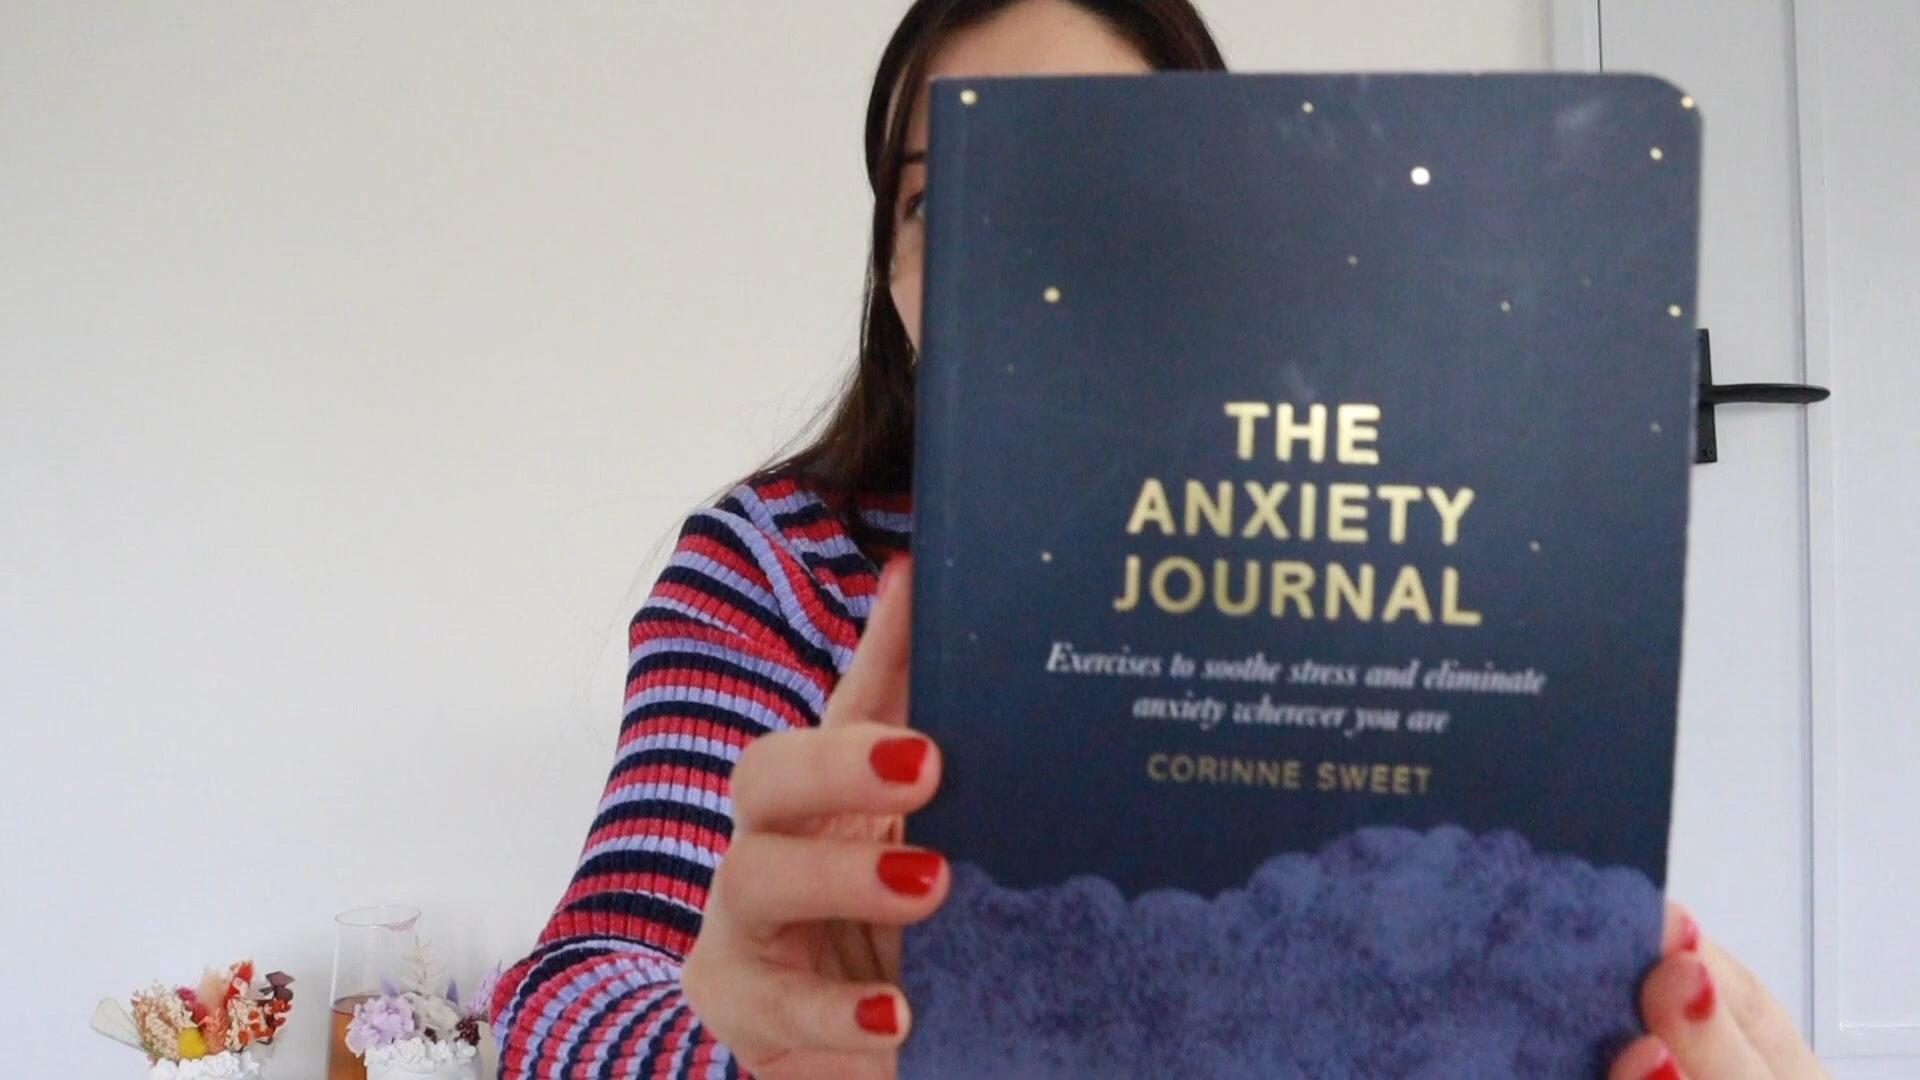 THE
ANXIETY
JOURNAL
Exercises to soothe stress and eliminate
anxiety wherever you are
CORINNE SWEET